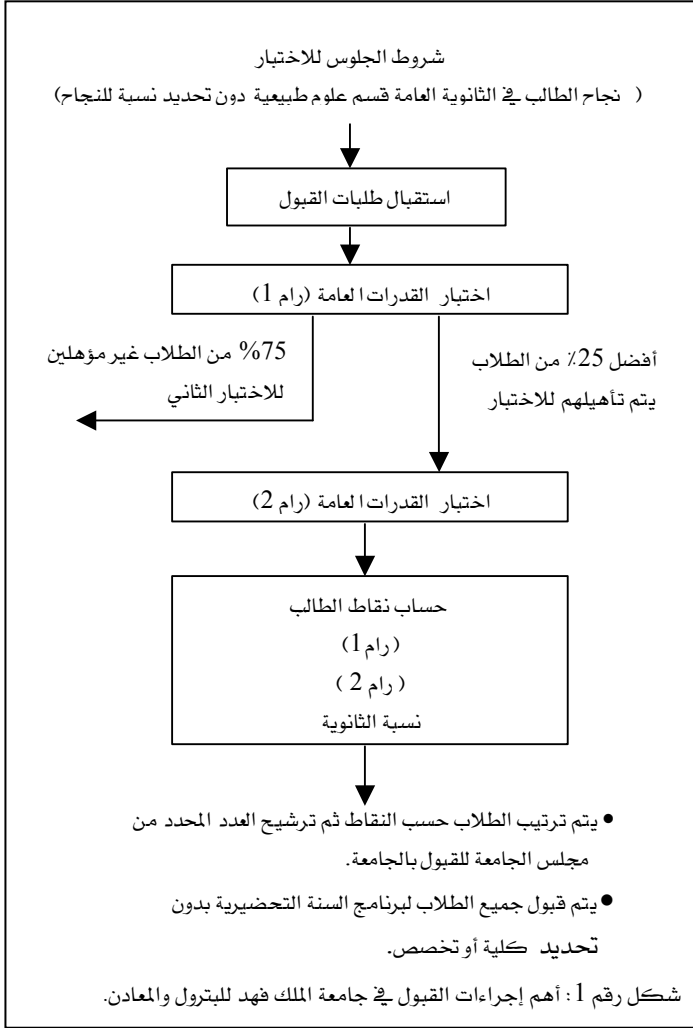 شروط الجلوس للاختبار
( نجاح الطالب في الثانوية العامة قسم علوم طبيعية دون تحديد نسبة للنجاح)
استقبال طلبات القبول
اختبار القدرات العامة (رام 1)
أفضل 25٪ من الطلاب
يتم تأهيلهم للاختبار
75% من الطلاب غير مؤهلين
للاختبار الثاني
اختبار القدرات العامة (رام 2)
حساب نقاط الطالب
(رام 1)
(رام 2 )
نسبة الثانوية
● يتم ترتيب الطلاب حسب النقاط ثم ترشيح العدد المحدد من
مجلس الجامعة للقبول بالجامعة.
● يتم قبول جميع الطلاب لبرنامج السنة التحضيرية بدون
تحديد كلية أو تخصص.
شكل رقم 1: أهم إجراءات القبول في جامعة الملك فهد للبترول والمعادن.